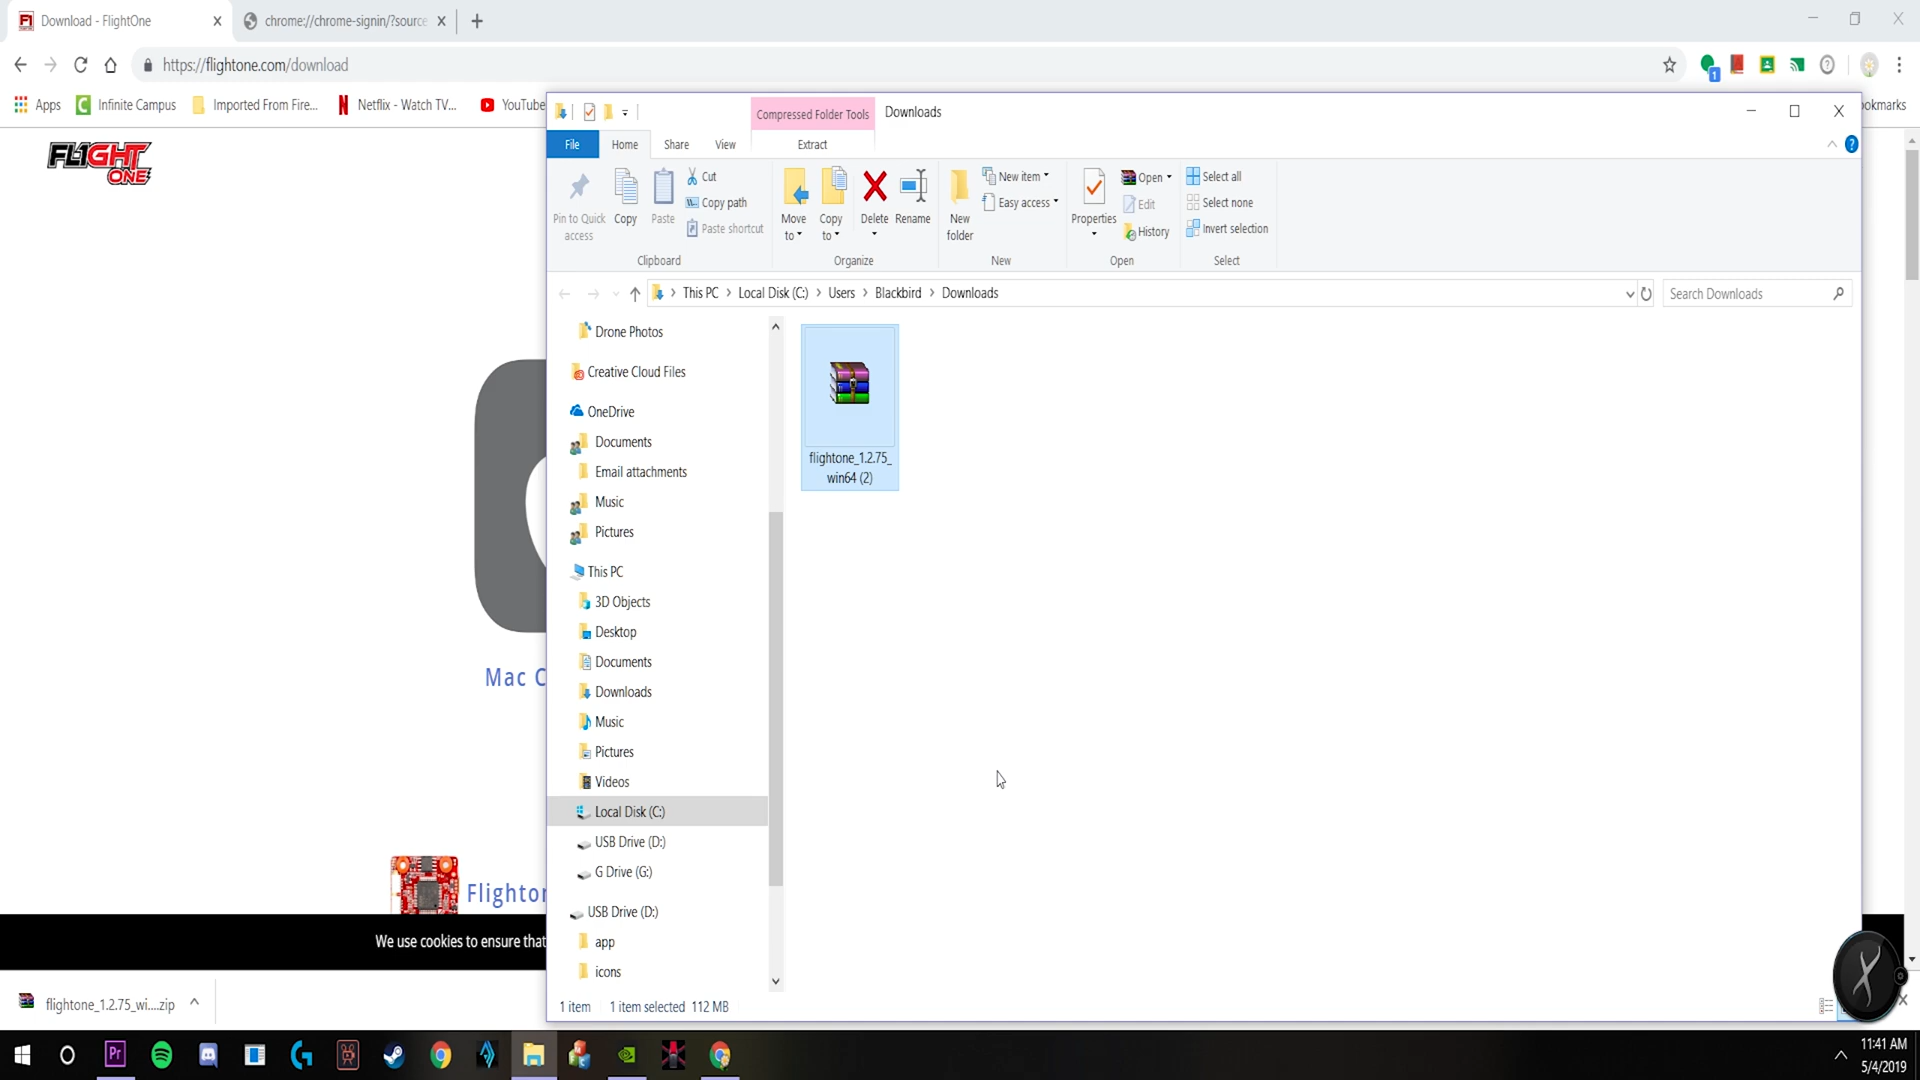 Download - FlightOne
chrome://chrome-signin/?source
https://flightone.com/download
1
Apps
Infinite Campus
Imported From Fire...
Netflix - Watch TV...
YouTube
okmarks
FLIGHT
ONE
Compressed Folder Tools
Downloads
File
Home
Share
View
Extract
Pin to Quick
access
Copy
Paste
Cut
Copy path
Paste shortcut
Move
to
Copy
to
Delete
Rename
New
folder
New item
Easy access
Properties
Open
Edit
History
Select all
Select none
Invert selection
Clipboard
Organize
New
Open
Select
This PC > Local Disk (C:) > Users > Blackbird > Downloads
Search Downloads
Drone Photos
Creative Cloud Files
OneDrive
Documents
Email attachments
Music
Pictures
This PC
3D Objects
Desktop
Documents
Downloads
Music
Pictures
Videos
Local Disk (C:)
USB Drive (D:)
G Drive (G:)
USB Drive (D:)
app
icons
flightone_1.2.75_
win64 (2)
Mac C
Flighton
We use cookies to ensure that
1 item
1 item selected 112 MB
flightone_1.2.75_wi....zip
Pr
11:41 AM
5/4/2019